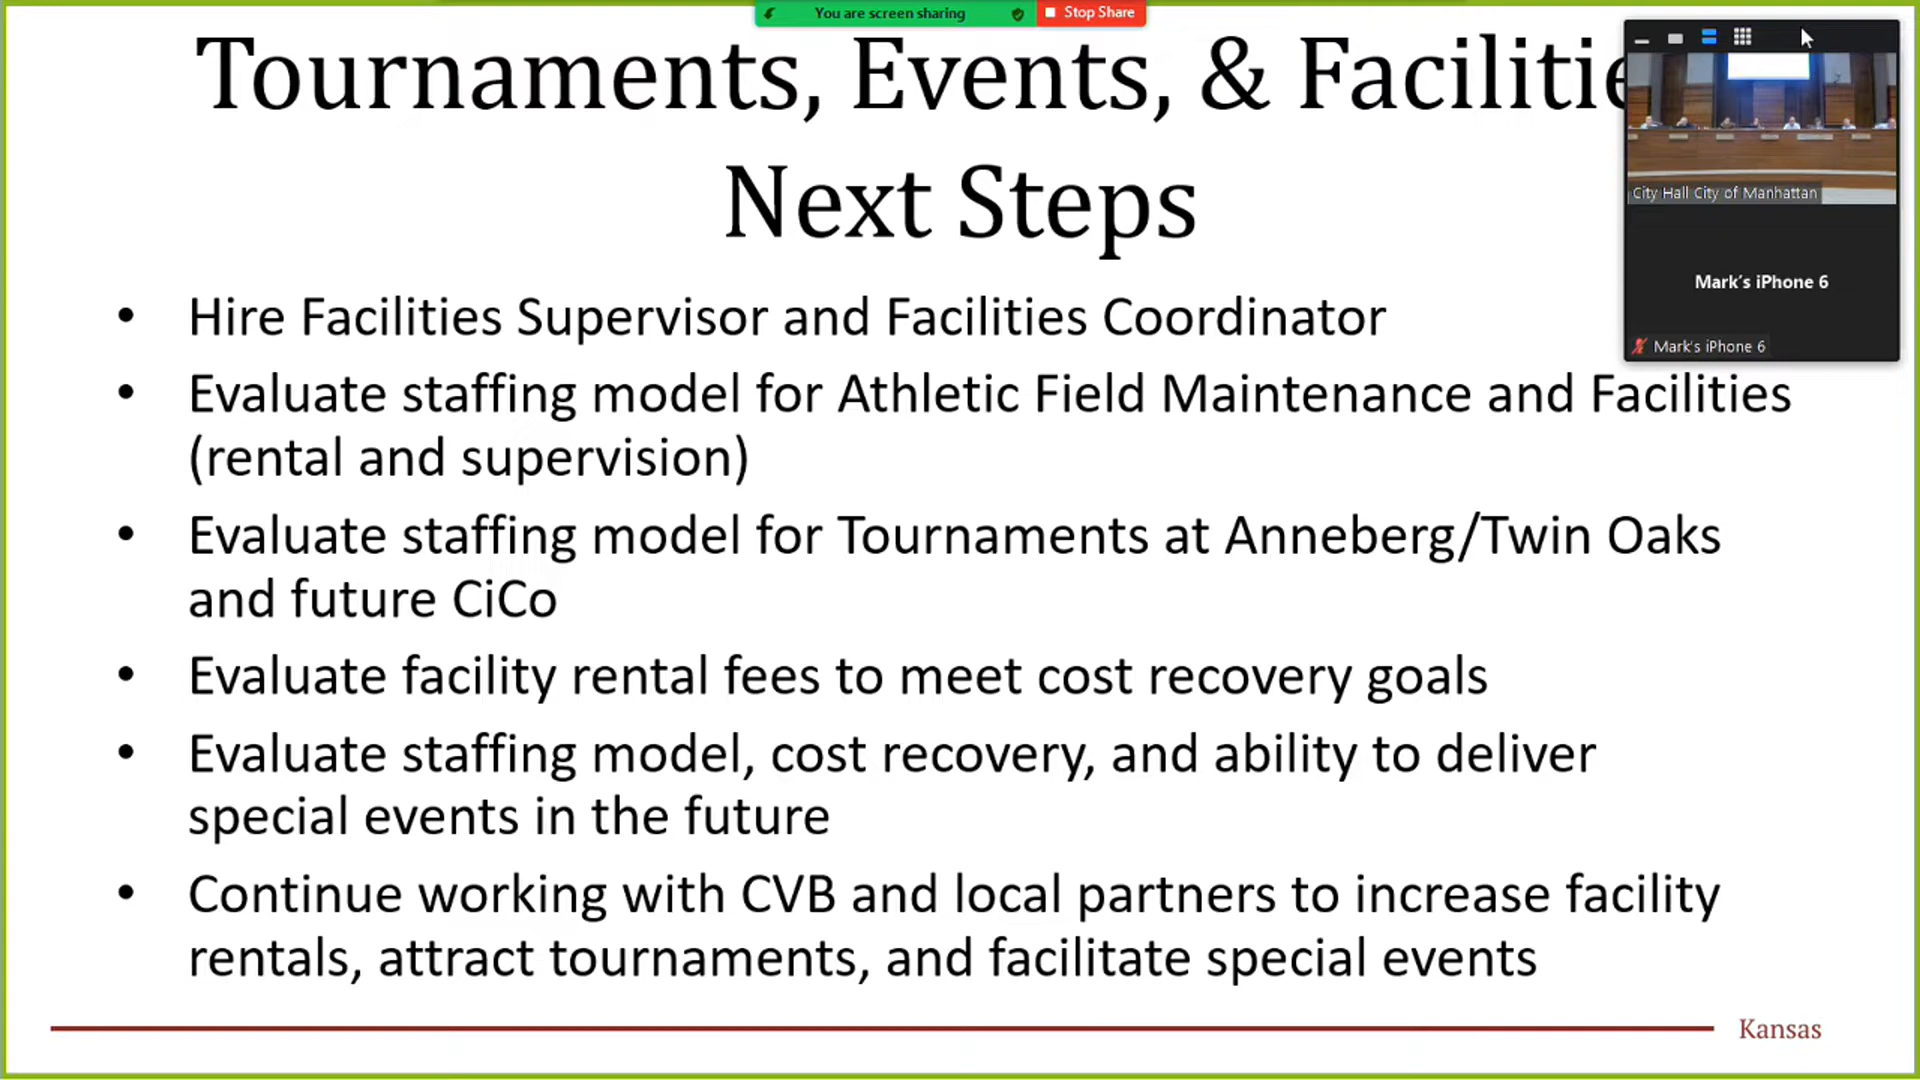 You are screen sharing
Stop Share
Tournaments, Events, & Facilitie
Next Steps
City Hall City of Manhattan
Mark's iPhone 6
Mark's iPhone 6
• Hire Facilities Supervisor and Facilities Coordinator
• Evaluate staffing model for Athletic Field Maintenance and Facilities
(rental and supervision)
• Evaluate staffing model for Tournaments at Anneberg/Twin Oaks
and future CiCo
• Evaluate facility rental fees to meet cost recovery goals
• Evaluate staffing model, cost recovery, and ability to deliver
special events in the future
• Continue working with CVB and local partners to increase facility
rentals, attract tournaments, and facilitate special events
Kansas